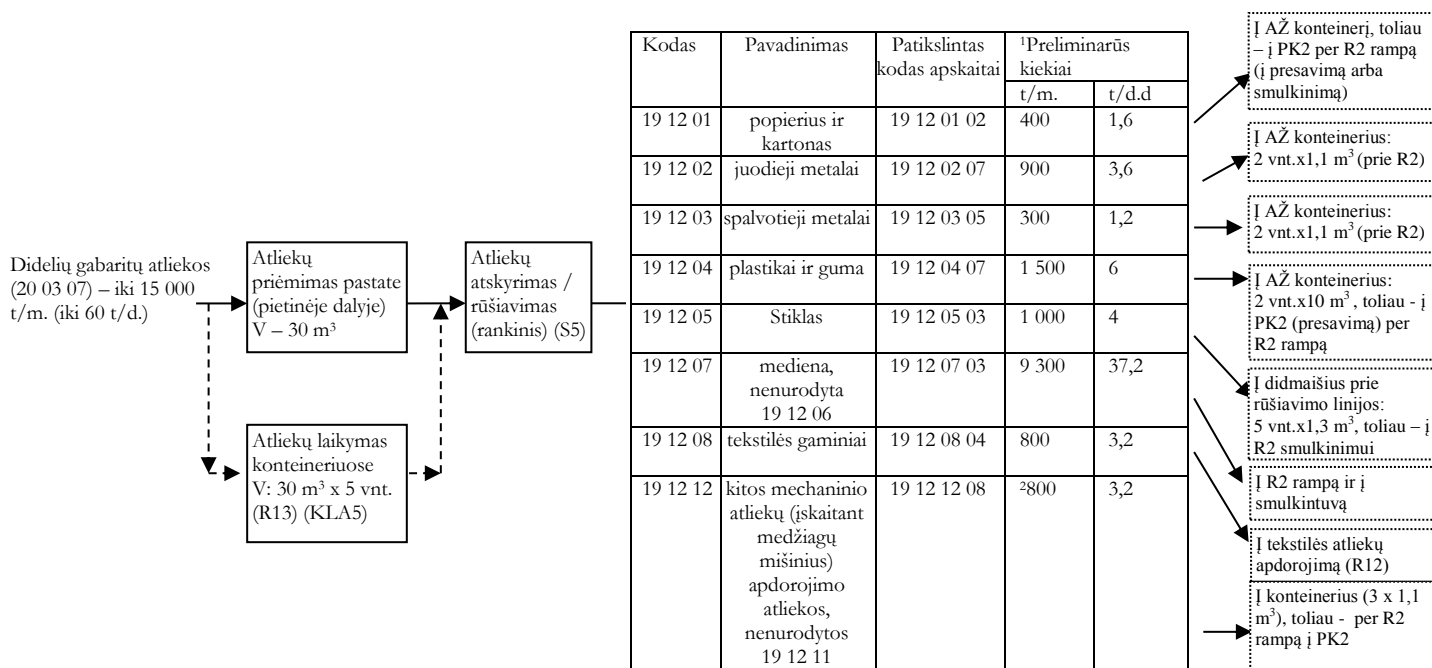 Didelių gabaritų atliekos
(20 03 07) – iki 15 000
t/m. (iki 60 t/d.)
Atliekų
priėmimas pastate
(pietinėje dalyje)
V – 30 m³
Atliekų laikymas
konteineriuose
V: 30 m³ x 5 vnt.
(R13) (KLA5)
Atliekų
atskyrimas /
rūšiavimas
(rankinis) (S5)
Kodas Pavadinimas Patikslintas ¹Preliminarūs
kodas apskaitai kiekiai
t/m. t/d.d
19 12 01 popierius ir 19 12 01 02 400 1,6
kartonas
19 12 02 juodieji metalai 19 12 02 07 900 3,6
19 12 03 spalvotieji metalai 19 12 03 05 300 1,2
19 12 04 plastikai ir guma 19 12 04 07 1 500 6
19 12 05 Stiklas 19 12 05 03 1 000 4
19 12 07 mediena, 19 12 07 03 9 300 37,2
nenurodyta
19 12 06
19 12 08 tekstilės gaminiai 19 12 08 04 800 3,2
19 12 12 kitos mechaninio 19 12 12 08 ²800 3,2
atliekų (įskaitant
medžiagų
mišinius)
apdorojimo
atliekos,
nenurodytos
19 12 11
Į AŽ konteinerį, toliau
– į PK2 per R2 rampą
(į presavimą arba
smulkinimą)
Į AŽ konteinerius:
2 vnt.x1,1 m³ (prie R2)
Į AŽ konteinerius:
2 vnt.x1,1 m³ (prie R2)
Į AŽ konteinerius:
2 vnt.x10 m³ , toliau - į
PK2 (presavimą) per
R2 rampą
Į didmaišius prie
rūšiavimo linijos:
5 vnt.x1,3 m³, toliau – į
R2 smulkinimui
Į R2 rampą ir į
smulkintuvą
Į tekstilės atliekų
apdorojimą (R12)
Į konteinerius (3 x 1,1
m³), toliau - per R2
rampą į PK2